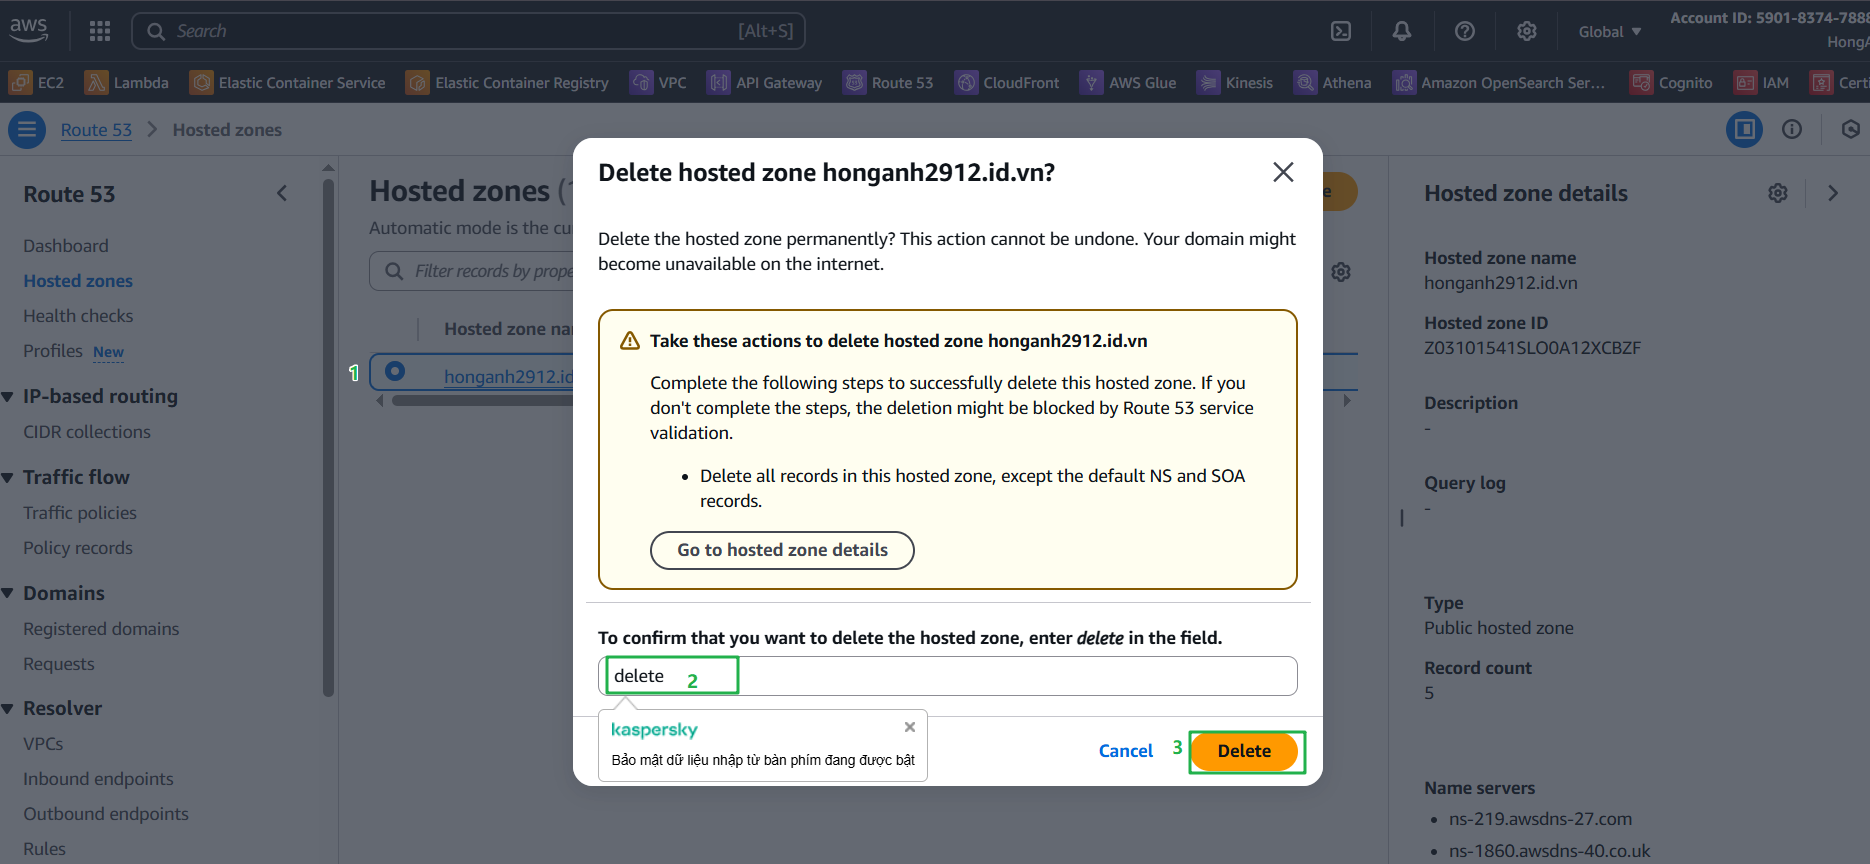 aws
Search
[Alt+S]
Global
Account ID: 5901-8374-788
HongA
EC2
Lambda
Elastic Container Service
Elastic Container Registry
VPC
API Gateway
Route 53
CloudFront
AWS Glue
Kinesis
Athena
Amazon OpenSearch Ser...
Cognito
IAM
Certi
Route 53
Hosted zones
Route 53
Dashboard
Hosted zones
Health checks
Profiles New
IP-based routing
CIDR collections
Traffic flow
Traffic policies
Policy records
Domains
Registered domains
Requests
Resolver
VPCs
Inbound endpoints
Outbound endpoints
Rules
Hosted zones (1
Automatic mode is the cu
Filter records by prope
Hosted zone na
1
honganh2912.id
e
Delete hosted zone honganh2912.id.vn?
Delete the hosted zone permanently? This action cannot be undone. Your domain might
become unavailable on the internet.
Take these actions to delete hosted zone honganh2912.id.vn
Complete the following steps to successfully delete this hosted zone. If you
don't complete the steps, the deletion might be blocked by Route 53 service
validation.
• Delete all records in this hosted zone, except the default NS and SOA
records.
Go to hosted zone details
To confirm that you want to delete the hosted zone, enter delete in the field.
delete 2
kaspersky
Bảo mật dữ liệu nhập từ bàn phím đang được bật
Cancel
3
Delete
Hosted zone details
Hosted zone name
honganh2912.id.vn
Hosted zone ID
Z03101541SLO0A12XCBZF
Description
-
Query log
-
Type
Public hosted zone
Record count
5
Name servers
• ns-219.awsdns-27.com
• ns-1860.awsdns-40.co.uk